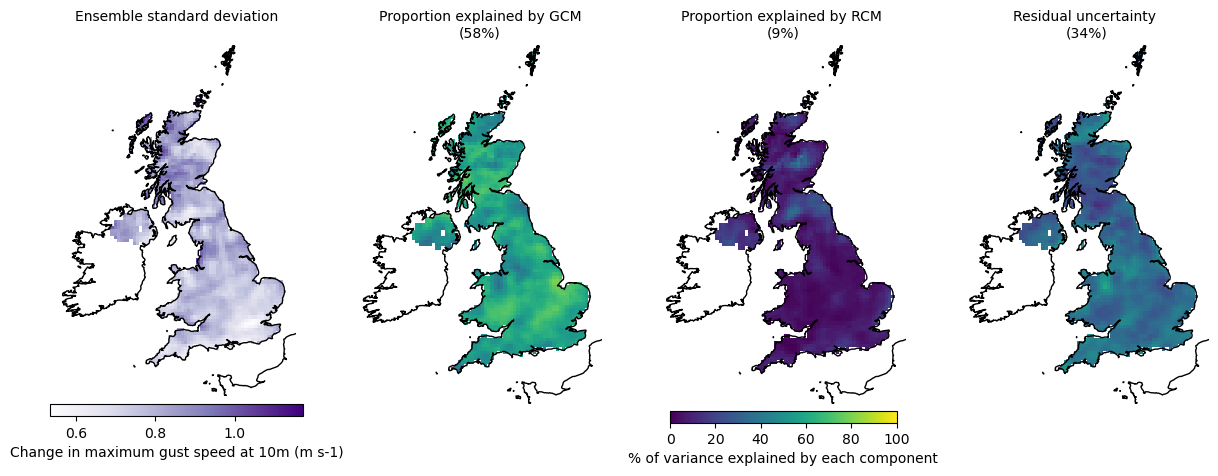 Ensemble standard deviation
Proportion explained by GCM
(58%)
Proportion explained by RCM
(9%)
Residual uncertainty
(34%)
0.6 0.8 1.0
Change in maximum gust speed at 10m (m s-1)
0 20 40 60 80 100
% of variance explained by each component